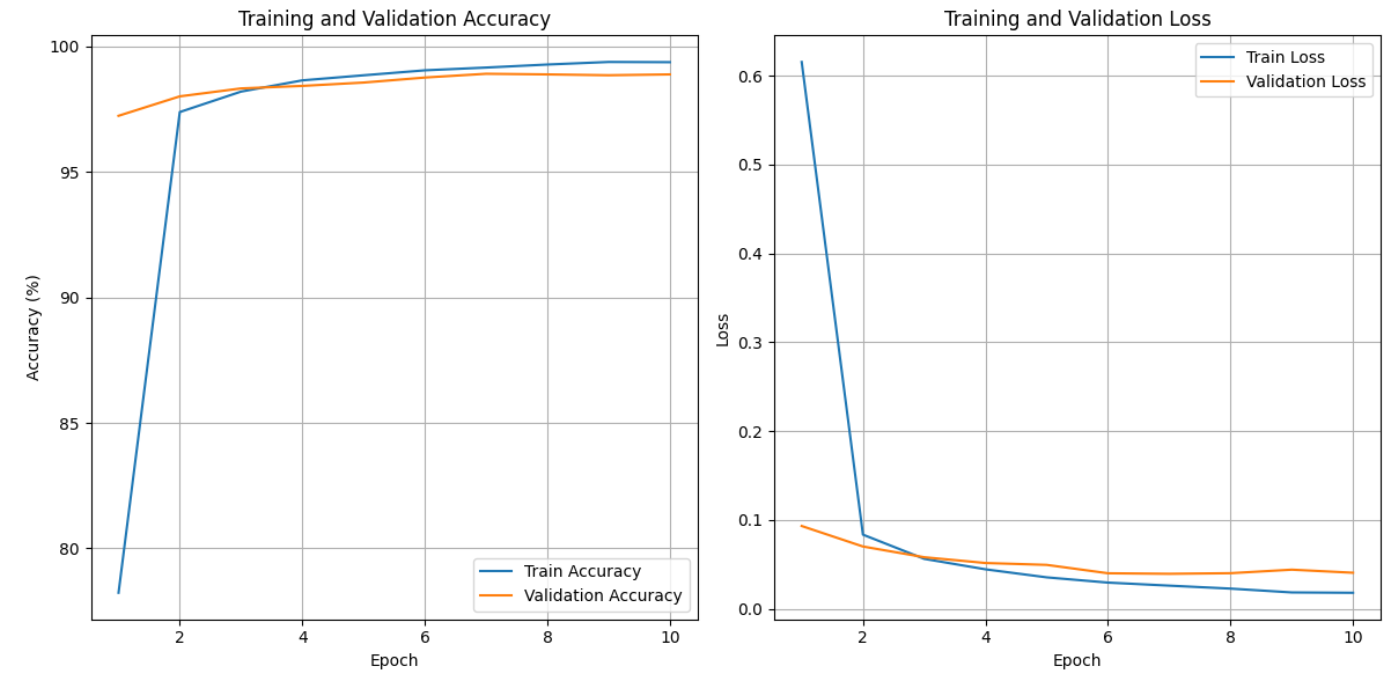 Training and Validation Accuracy
100
95
90
85
80
Accuracy (%)
2
4
6
8
10
Epoch
Train Accuracy
Validation Accuracy
Training and Validation Loss
0.6
0.5
0.4
0.3
0.2
0.1
0.0
Loss
2
4
6
8
10
Epoch
Train Loss
Validation Loss